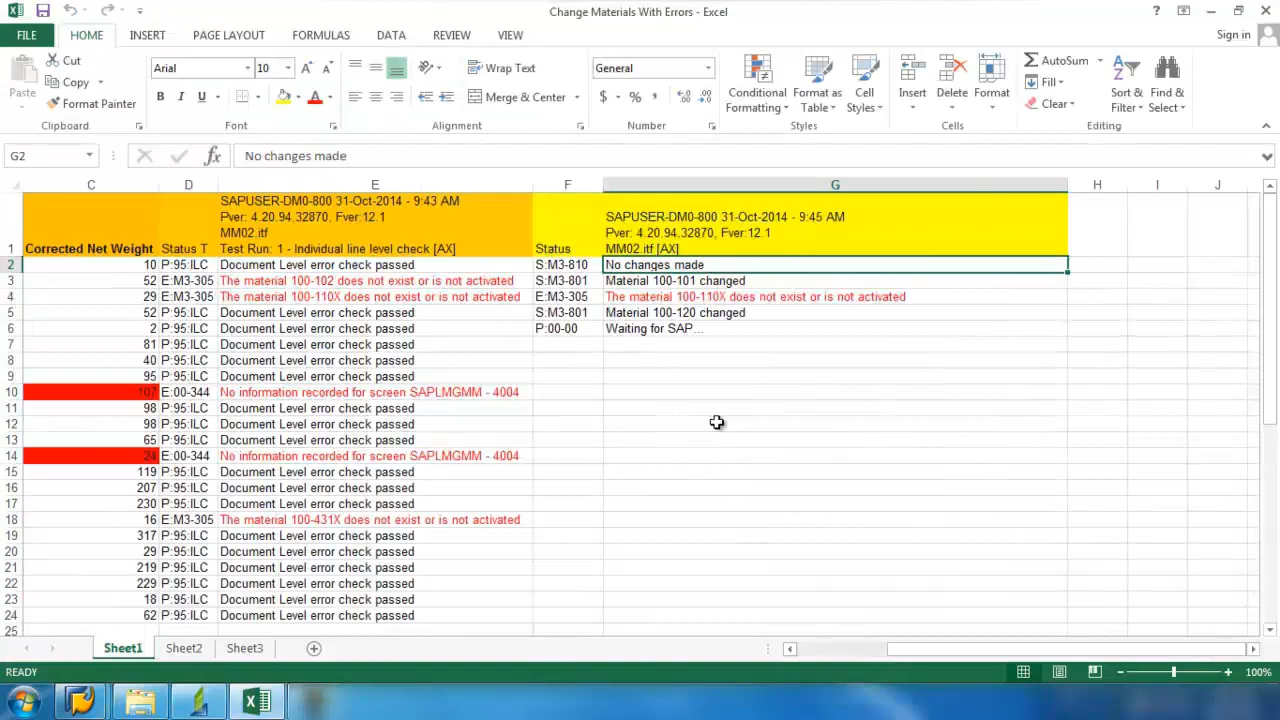 Change Materials With Errors - Excel
?
FILE
HOME
INSERT
PAGE LAYOUT
FORMULAS
DATA
REVIEW
VIEW
Sign in
Paste
Cut
Copy
Format Painter
Clipboard
Arial
10
B I U
Font
Wrap Text
Merge & Center
Alignment
General
$ % ,
Number
Conditional Formatting
Format as Table
Cell Styles
Styles
Insert
Delete
Format
Cells
AutoSum
Fill
Clear
Sort & Filter
Find & Select
Editing
G2
fx
No changes made
C D E F G H I J
1 Corrected Net Weight Status T
SAPUSER-DM0-800 31-Oct-2014 - 9:43 AM
Pver: 4.20.94.32870, Fver:12.1
MM02.itf
Test Run: 1 - Individual line level check [AX]
Status
SAPUSER-DM0-800 31-Oct-2014 - 9:45 AM
Pver: 4.20.94.32870, Fver:12.1
MM02.itf [AX]
2 10 P:95:ILC Document Level error check passed S:M3-810 No changes made
3 52 E:M3-305 The material 100-102 does not exist or is not activated S:M3-801 Material 100-101 changed
4 29 E:M3-305 The material 100-110X does not exist or is not activated E:M3-305 The material 100-110X does not exist or is not activated
5 52 P:95:ILC Document Level error check passed S:M3-801 Material 100-120 changed
6 2 P:95:ILC Document Level error check passed P:00-00 Waiting for SAP...
7 81 P:95:ILC Document Level error check passed
8 40 P:95:ILC Document Level error check passed
9 95 P:95:ILC Document Level error check passed
10 107 E:00-344 No information recorded for screen SAPLMGMM - 4004
11 98 P:95:ILC Document Level error check passed
12 98 P:95:ILC Document Level error check passed
13 65 P:95:ILC Document Level error check passed
14 24 E:00-344 No information recorded for screen SAPLMGMM - 4004
15 119 P:95:ILC Document Level error check passed
16 207 P:95:ILC Document Level error check passed
17 230 P:95:ILC Document Level error check passed
18 16 E:M3-305 The material 100-431X does not exist or is not activated
19 317 P:95:ILC Document Level error check passed
20 29 P:95:ILC Document Level error check passed
21 219 P:95:ILC Document Level error check passed
22 229 P:95:ILC Document Level error check passed
23 18 P:95:ILC Document Level error check passed
24 62 P:95:ILC Document Level error check passed
25
Sheet1 Sheet2 Sheet3
READY
100%